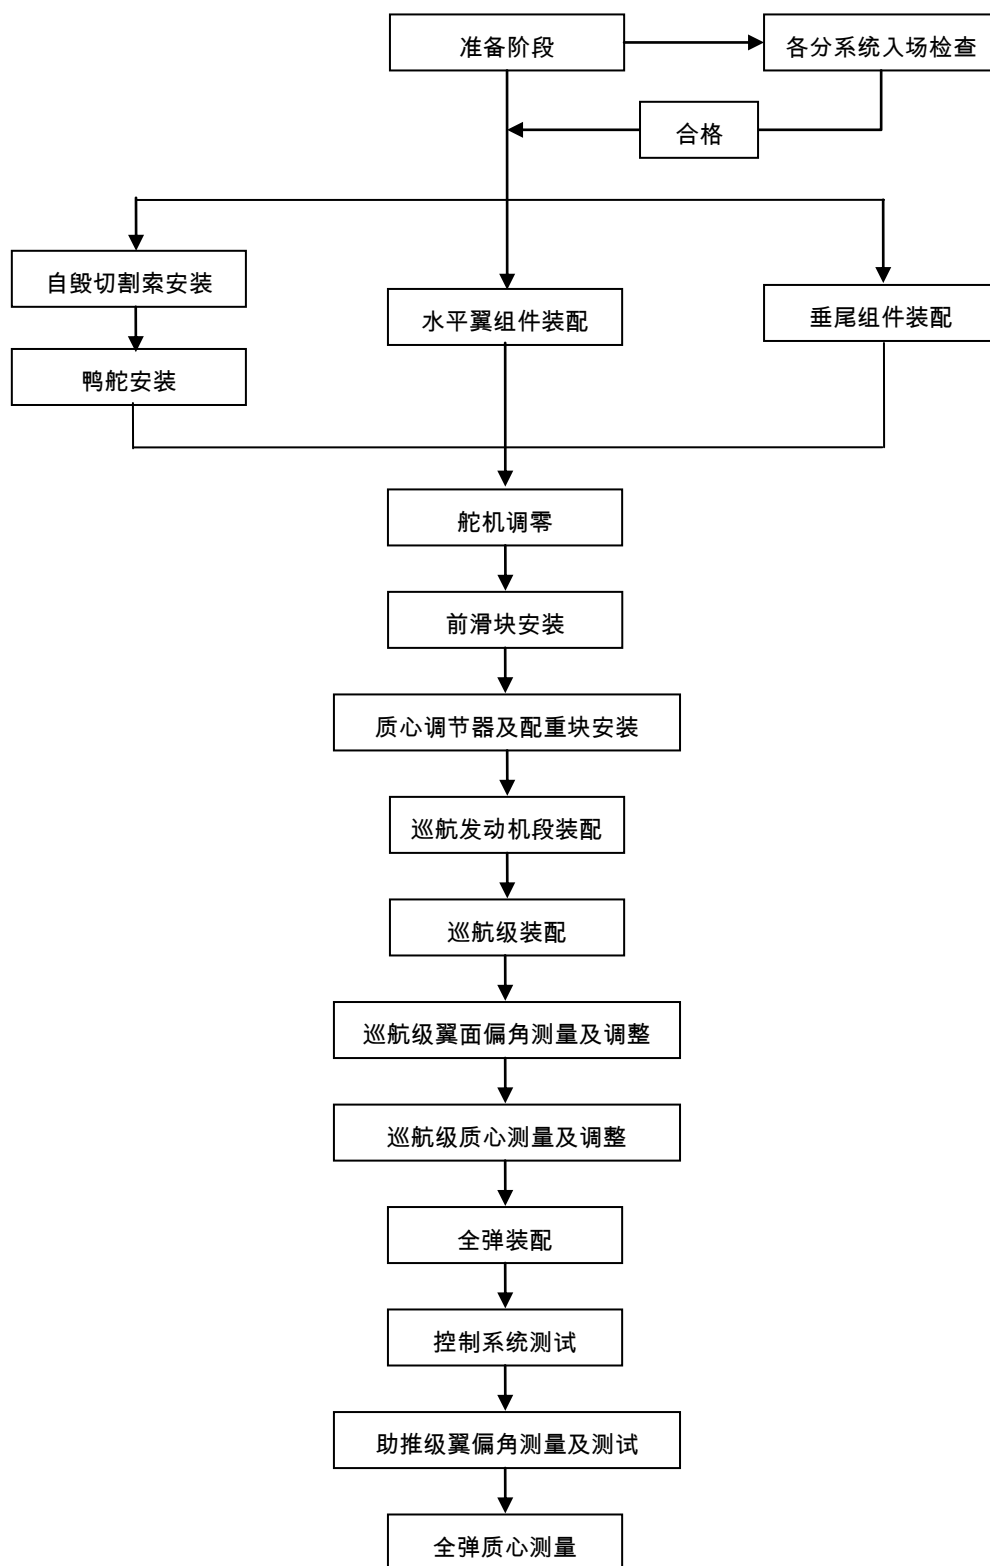 准备阶段
各分系统入场检查
合格
自毁切割索安装
水平翼组件装配
垂尾组件装配
鸭舵安装
舵机调零
前滑块安装
质心调节器及配重块安装
巡航发动机段装配
巡航级装配
巡航级翼面偏角测量及调整
巡航级质心测量及调整
全弹装配
控制系统测试
助推级翼偏角测量及测试
全弹质心测量